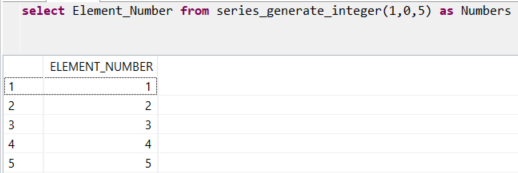 select Element_Number from series_generate_integer(1,0,5) as Numbers
ELEMENT_NUMBER
1 1
2 2
3 3
4 4
5 5